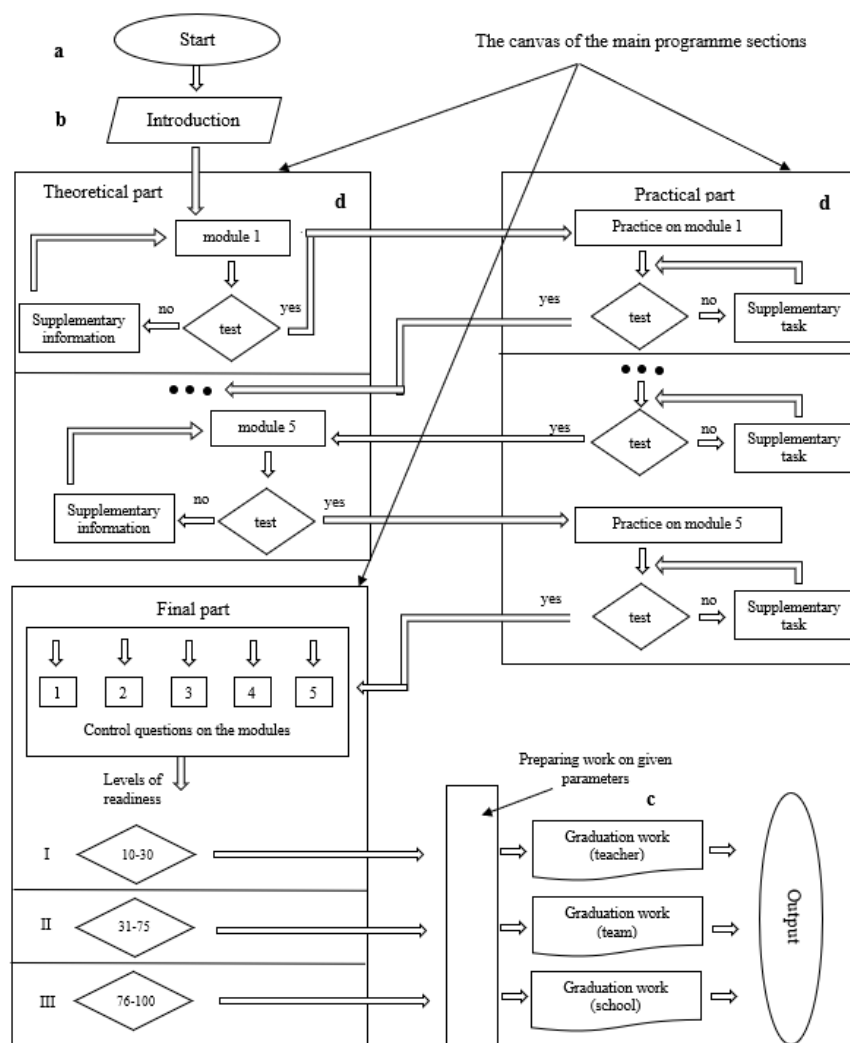 Start
The canvas of the main programme sections
a
b
Introduction
Theoretical part
d
module 1
no
test
yes
Supplementary
information
Practical part
d
Practice on module 1
yes
test
no
Supplementary
task
• • •
module 5
no
test
yes
Supplementary
information
• • •
yes
test
no
Supplementary
task
Practice on module 5
yes
test
no
Supplementary
task
Final part
1 2 3 4 5
Control questions on the modules
Levels of
readiness
I
10-30
II
31-75
III
76-100
Preparing work on given
parameters
c
Graduation work
(teacher)
Graduation work
(team)
Graduation work
(school)
Output